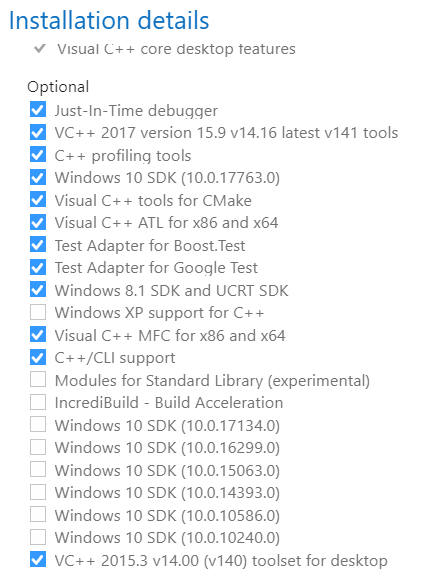 Installation details
Visual C++ core desktop features
Optional
Just-In-Time debugger
VC++ 2017 version 15.9 v14.16 latest v141 tools
C++ profiling tools
Windows 10 SDK (10.0.17763.0)
Visual C++ tools for CMake
Visual C++ ATL for x86 and x64
Test Adapter for Boost.Test
Test Adapter for Google Test
Windows 8.1 SDK and UCRT SDK
Windows XP support for C++
Visual C++ MFC for x86 and x64
C++/CLI support
Modules for Standard Library (experimental)
IncrediBuild - Build Acceleration
Windows 10 SDK (10.0.17134.0)
Windows 10 SDK (10.0.16299.0)
Windows 10 SDK (10.0.15063.0)
Windows 10 SDK (10.0.14393.0)
Windows 10 SDK (10.0.10586.0)
Windows 10 SDK (10.0.10240.0)
VC++ 2015.3 v14.00 (v140) toolset for desktop